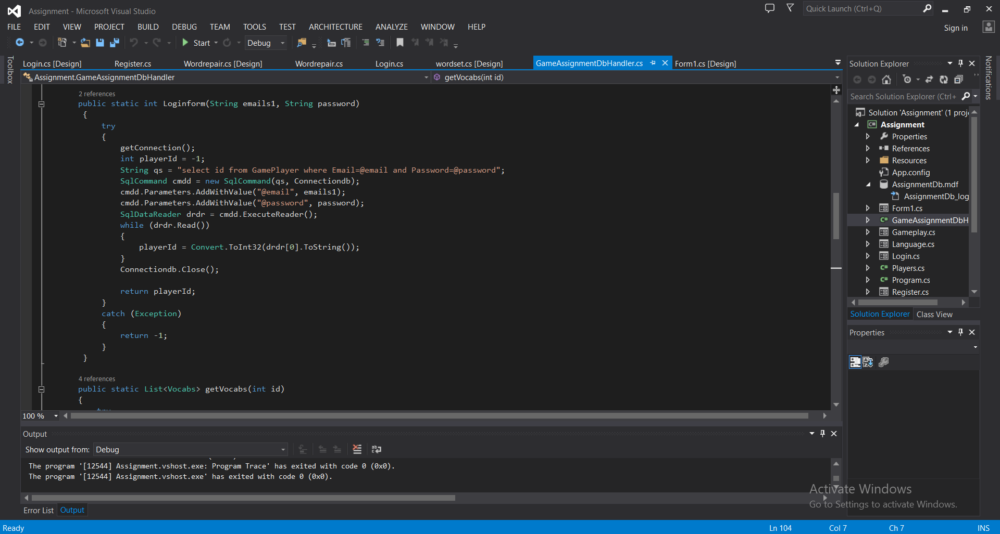 Assignment - Microsoft Visual Studio
Quick Launch (Ctrl+Q)
FILE EDIT VIEW PROJECT BUILD DEBUG TEAM TOOLS TEST ARCHITECTURE ANALYZE WINDOW HELP
Sign in
Start Debug
Toolbox
Login.cs [Design] Register.cs Wordrepair.cs [Design] Wordrepair.cs Login.cs wordset.cs [Design] GameAssignmentDbHandler.cs Form1.cs [Design]
Assignment.GameAssignmentDbHandler getVocabs(int id)
2 references
public static int Loginform(String emails1, String password)
{
try
{
getConnection();
int playerId = -1;
String qs = "select id from GamePlayer where Email=@email and Password=@password";
SqlCommand cmdd = new SqlCommand(qs, Connectiondb);
cmdd.Parameters.AddWithValue("@email", emails1);
cmdd.Parameters.AddWithValue("@password", password);
SqlDataReader drdr = cmdd.ExecuteReader();
while (drdr.Read())
{
playerId = Convert.ToInt32(drdr[0].ToString());
}
Connectiondb.Close();
return playerId;
}
catch (Exception)
{
return -1;
}
}
4 references
public static List<Vocabs> getVocabs(int id)
{
100 %
Output
Show output from: Debug
The program '[12544] Assignment.vshost.exe: Program Trace' has exited with code 0 (0x0).
The program '[12544] Assignment.vshost.exe' has exited with code 0 (0x0).
Error List Output
Solution Explorer
Search Solution Explorer (Ctrl+
Solution 'Assignment' (1 proj
Assignment
Properties
References
Resources
App.config
AssignmentDb.mdf
AssignmentDb_log
Form1.cs
C# GameAssignmentDbH
Gameplay.cs
Language.cs
Login.cs
C# Players.cs
C# Program.cs
Register.cs
Solution Explorer Class View
Properties
Notifications
Activate Windows
Go to Settings to activate Windows.
Ready Ln 104 Col 7 Ch 7 INS